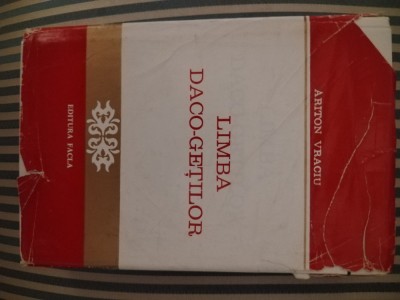 ARITON VRACIU
LIMBA
DACO-GEȚILOR
EDITURA FACLA